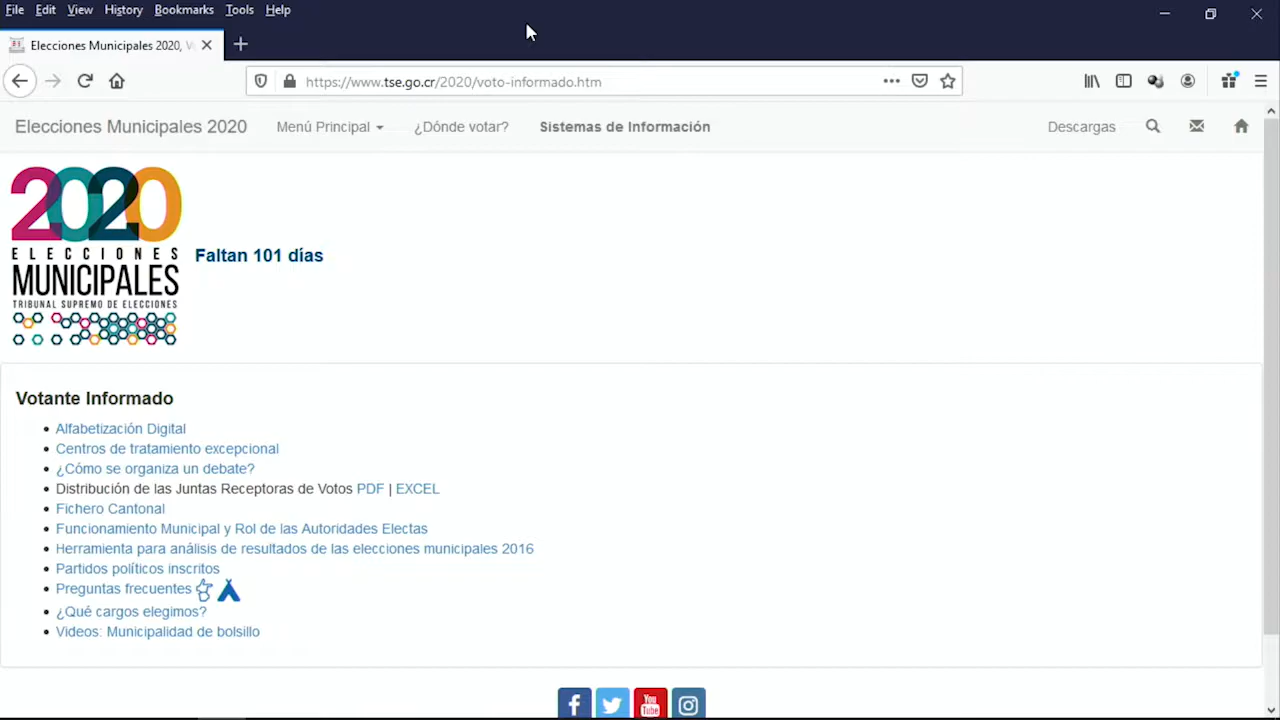 File Edit View History Bookmarks Tools Help
Elecciones Municipales 2020, V
https://www.tse.go.cr/2020/voto-informado.htm
Elecciones Municipales 2020 Menú Principal ¿Dónde votar? Sistemas de Información Descargas
2020
ELECCIONES
MUNICIPALES
TRIBUNAL SUPREMO DE ELECCIONES
Faltan 101 días
Votante Informado
Alfabetización Digital
Centros de tratamiento excepcional
¿Cómo se organiza un debate?
Distribución de las Juntas Receptoras de Votos PDF | EXCEL
Fichero Cantonal
Funcionamiento Municipal y Rol de las Autoridades Electas
Herramienta para análisis de resultados de las elecciones municipales 2016
Partidos políticos inscritos
Preguntas frecuentes
¿Qué cargos elegimos?
Videos: Municipalidad de bolsillo
You
Tube